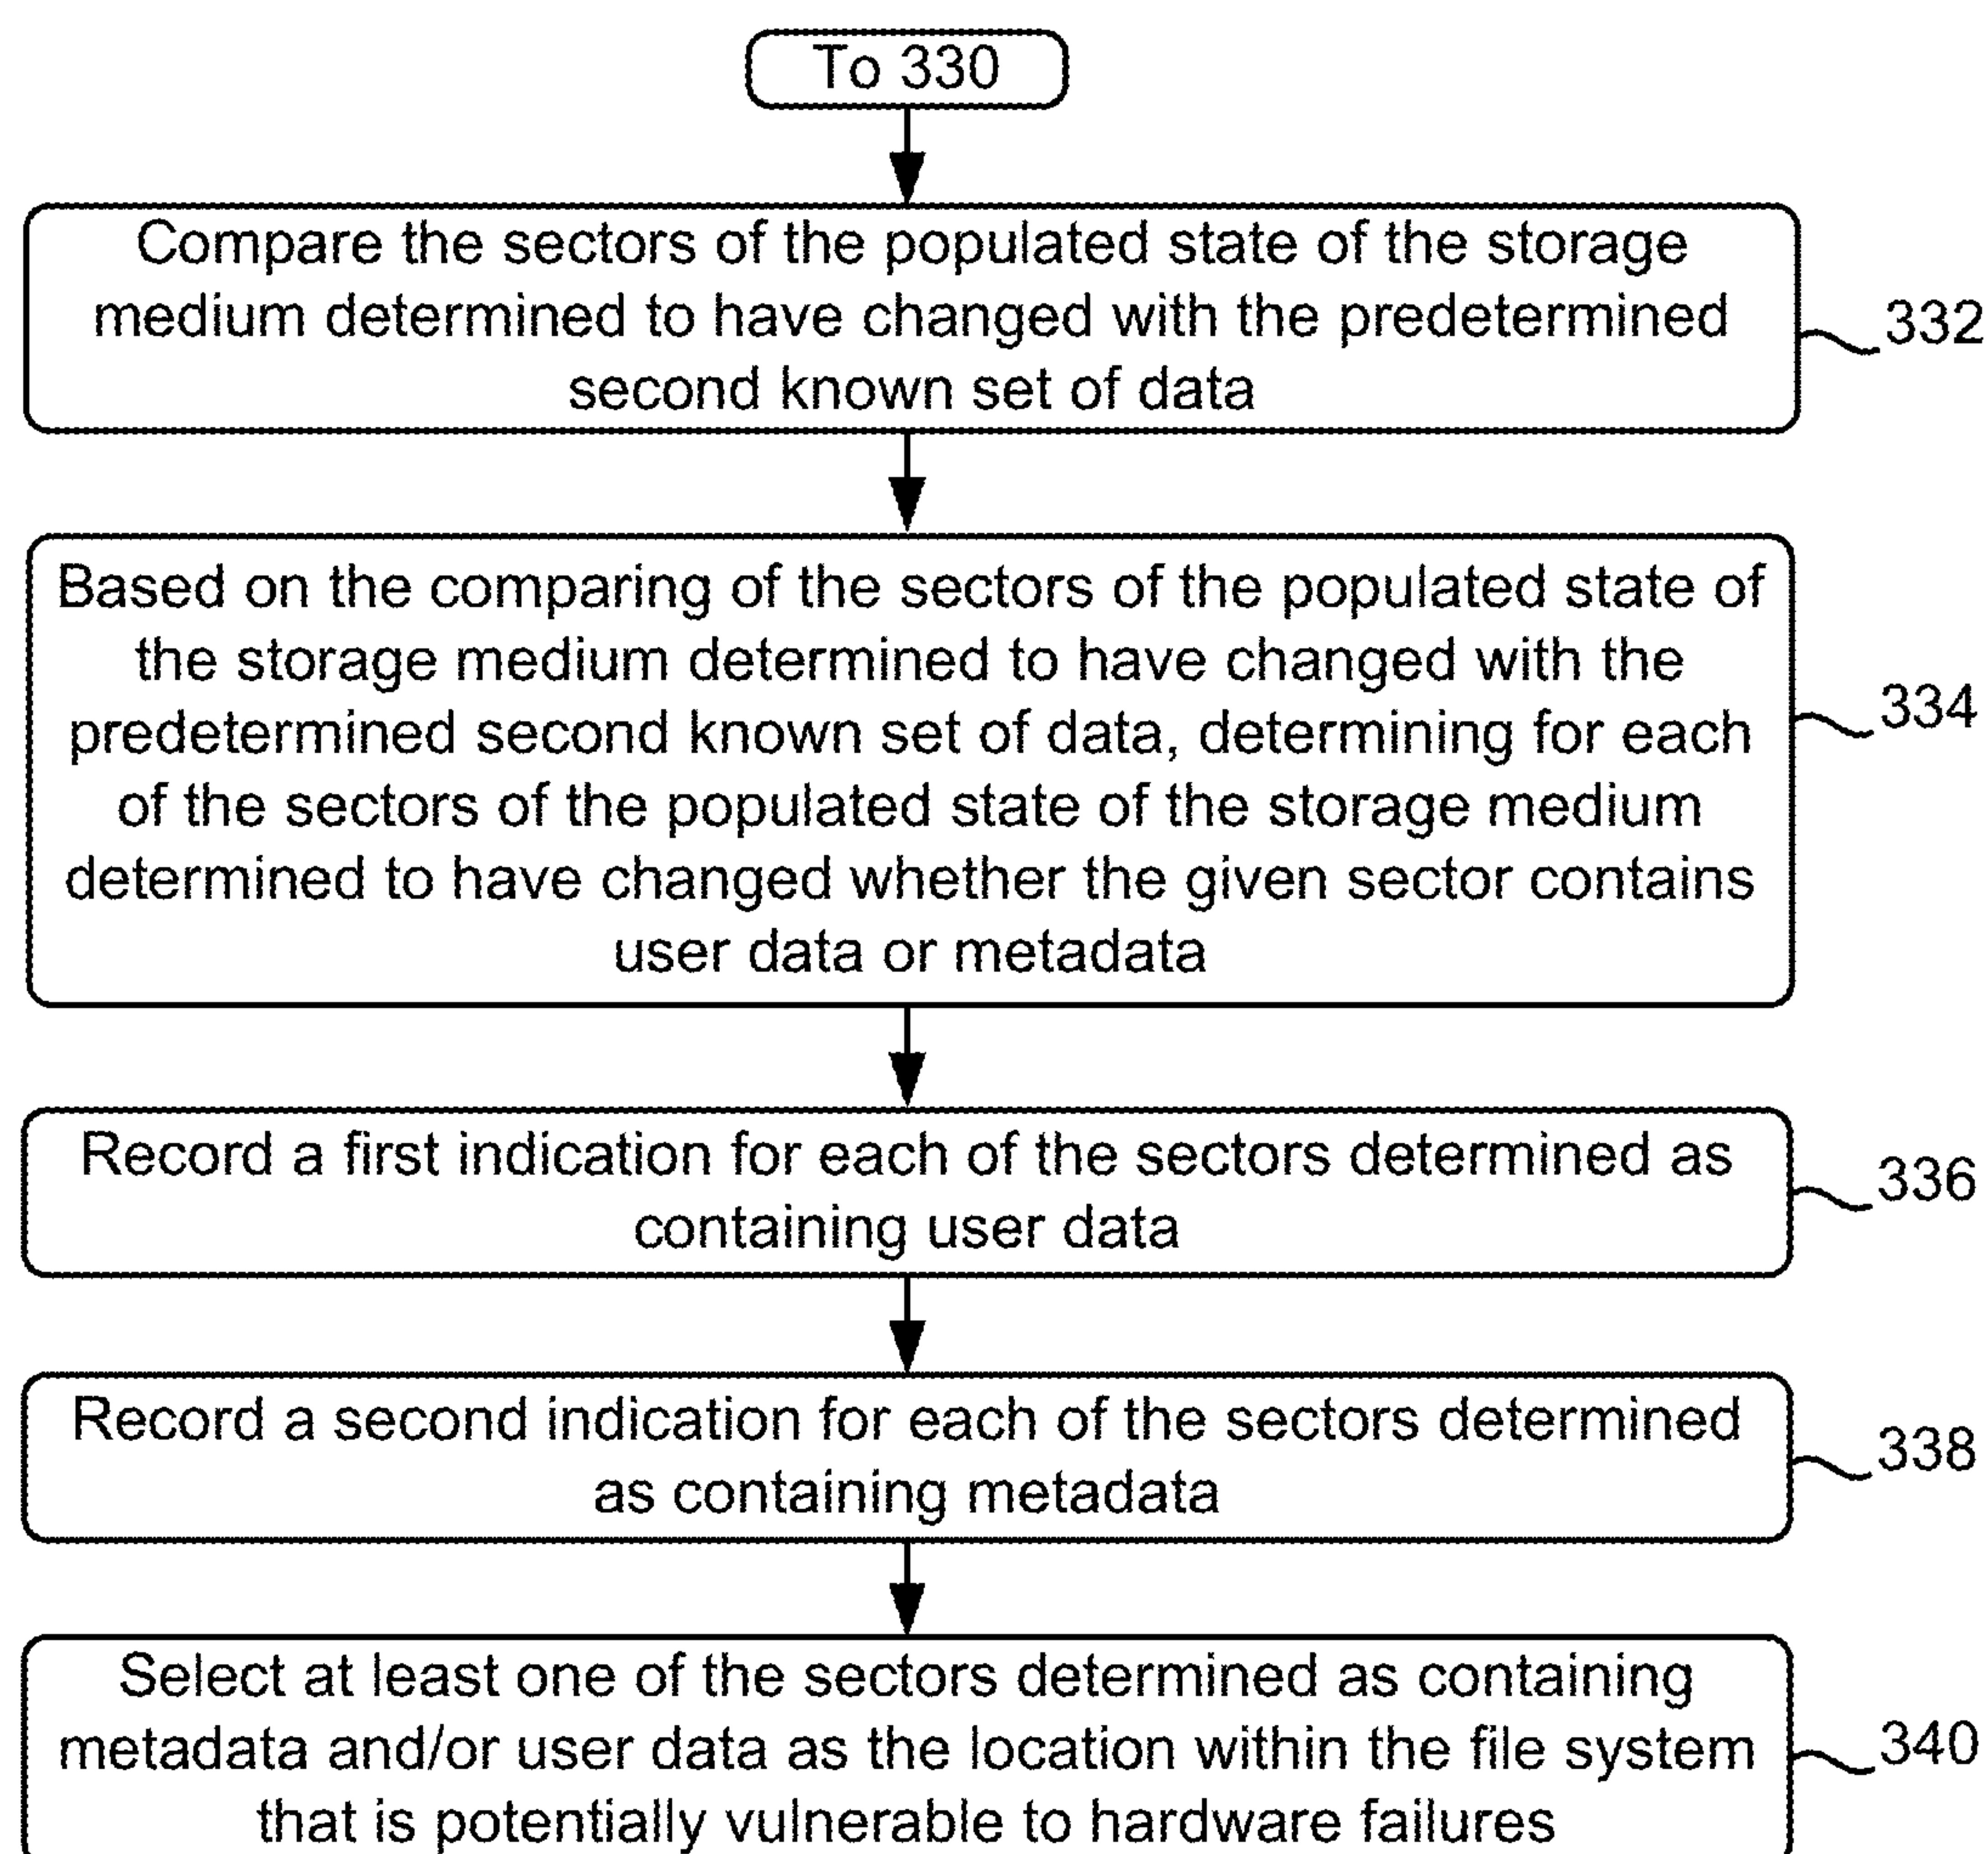 To 330
Compare the sectors of the populated state of the storage
medium determined to have changed with the predetermined
second known set of data
332
Based on the comparing of the sectors of the populated state of
the storage medium determined to have changed with the
predetermined second known set of data, determining for each
of the sectors of the populated state of the storage medium
determined to have changed whether the given sector contains
user data or metadata
334
Record a first indication for each of the sectors determined as
containing user data
336
Record a second indication for each of the sectors determined
as containing metadata
338
Select at least one of the sectors determined as containing
metadata and/or user data as the location within the file system
that is potentially vulnerable to hardware failures
340